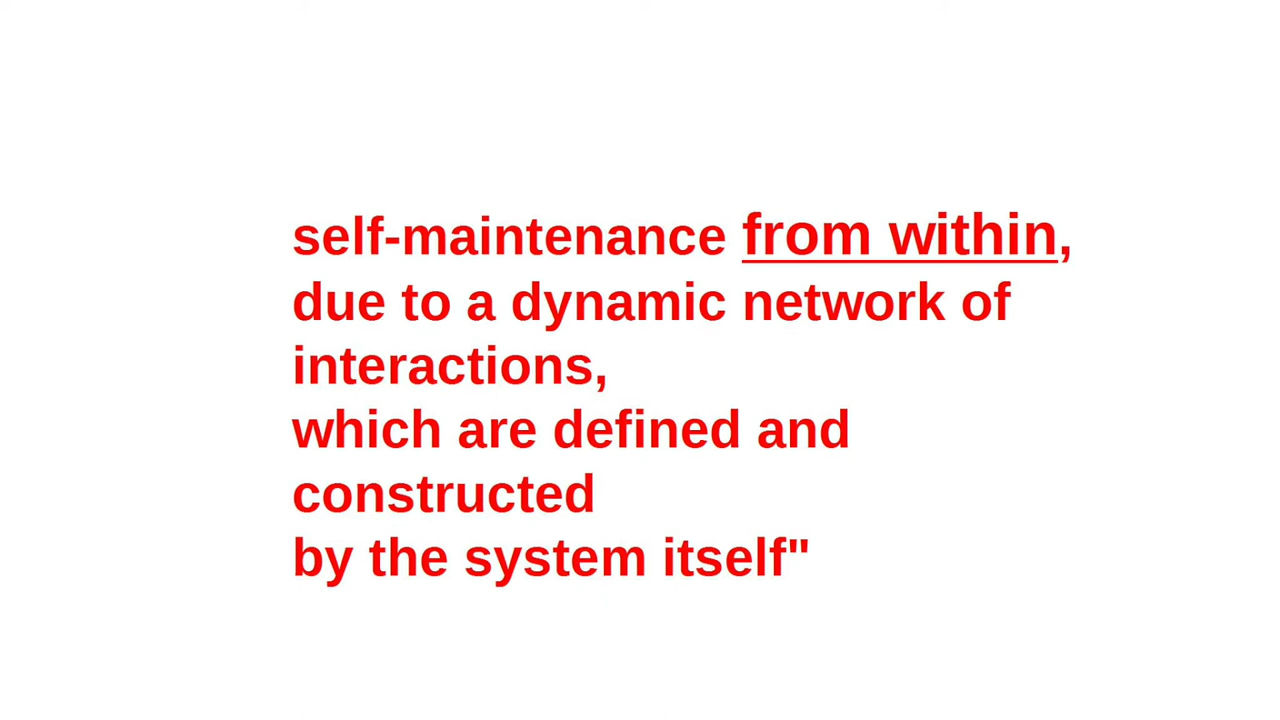 self-maintenance from within,
due to a dynamic network of
interactions,
which are defined and
constructed
by the system itself"